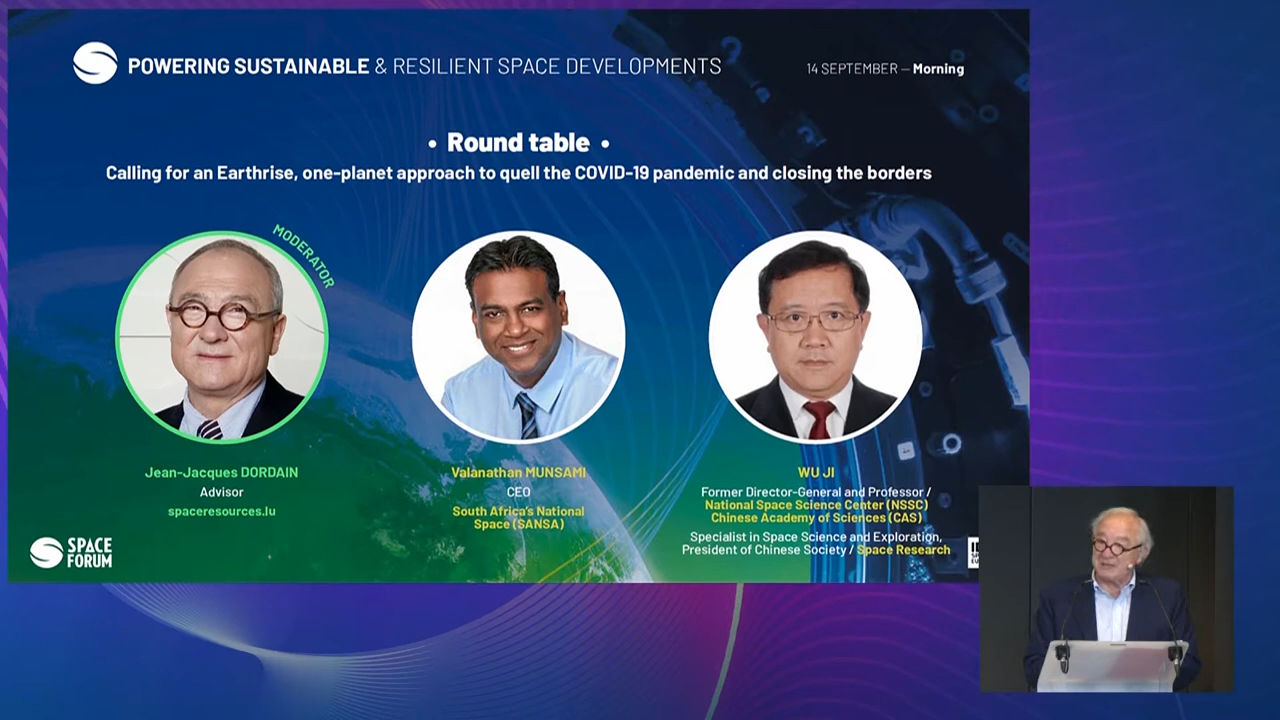 POWERING SUSTAINABLE & RESILIENT SPACE DEVELOPMENTS
14 SEPTEMBER – Morning
• Round table •
Calling for an Earthrise, one-planet approach to quell the COVID-19 pandemic and closing the borders
MODERATOR
Jean-Jacques DORDAIN
Advisor
spaceresources.lu
Valanathan MUNSAMI
CEO
South Africa's National
Space (SANSA)
WU JI
Former Director-General and Professor /
National Space Science Center (NSSC)
Chinese Academy of Sciences (CAS)
Specialist in Space Science and Exploration,
President of Chinese Society / Space Research
SPACE
FORUM